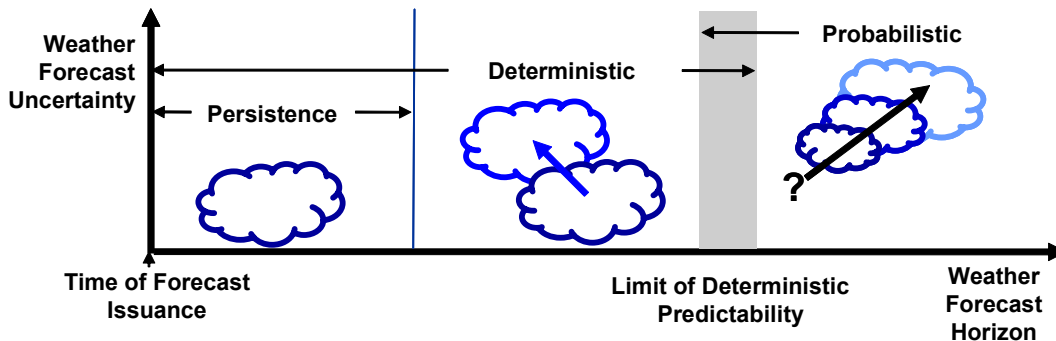 Weather
Forecast
Uncertainty
Probabilistic
Deterministic
Persistence
?
Time of Forecast
Issuance
Limit of Deterministic
Predictability
Weather
Forecast
Horizon